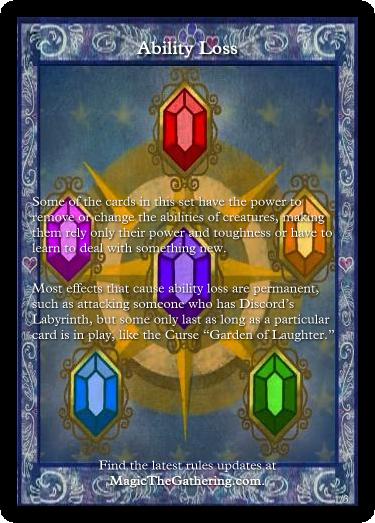 Ability Loss
Some of the cards in this set have the power to
remove or change the abilities of creatures, making
them rely only their power and toughness or have to
learn to deal with something new.
Most effects that cause ability loss are permanent,
such as attacking someone who has Discord's
Labyrinth, but some only last as long as a particular
card is in play, like the Curse “Garden of Laughter.”
Find the latest rules updates at
MagicTheGathering.com.